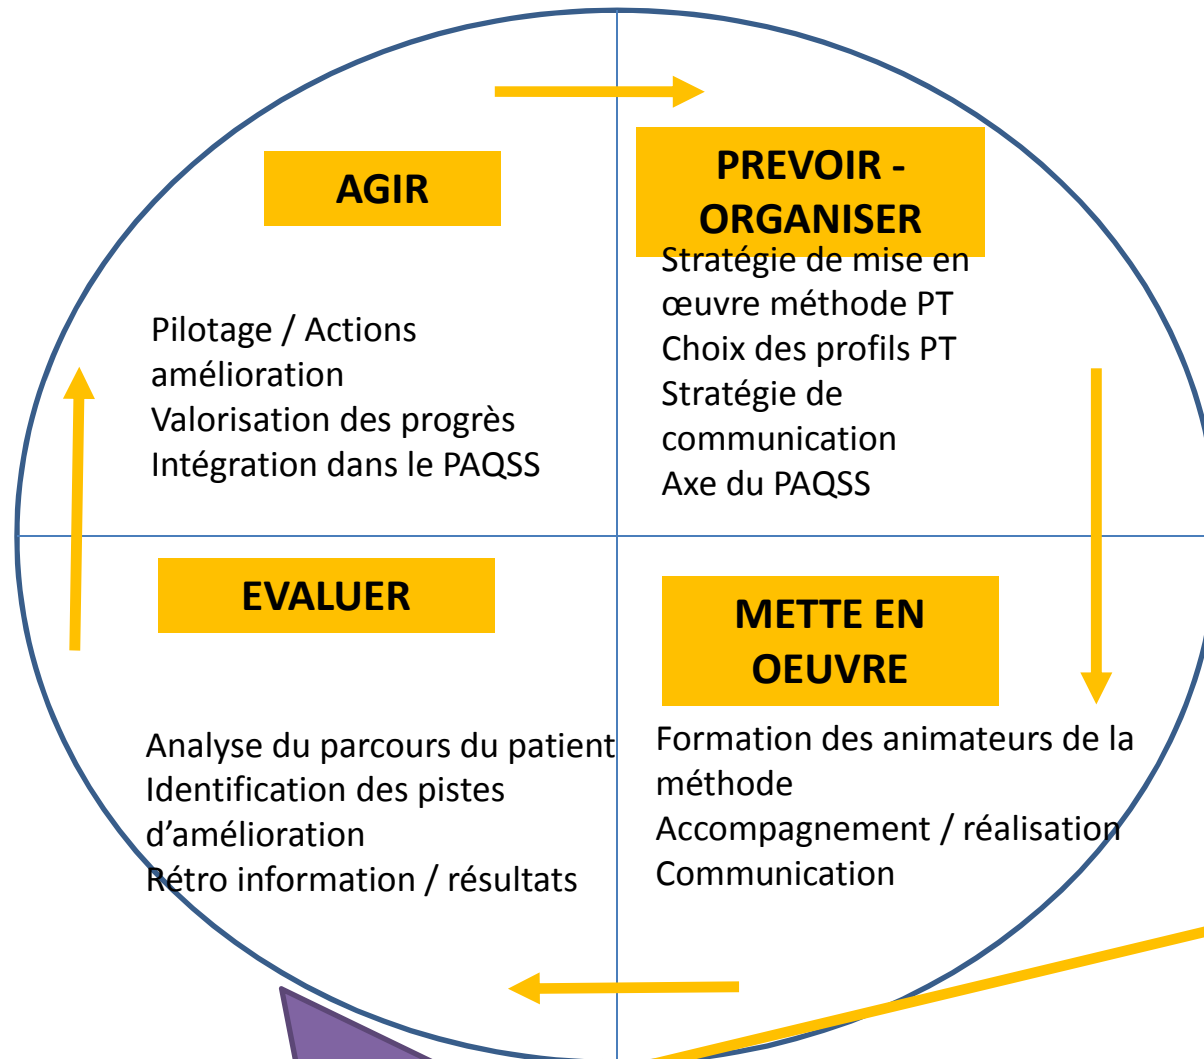 AGIR
Pilotage / Actions
amélioration
Valorisation des progrès
Intégration dans le PAQSS
PREVOIR -
ORGANISER
Stratégie de mise en
œuvre méthode PT
Choix des profils PT
Stratégie de
communication
Axe du PAQSS
EVALUER
Analyse du parcours du patient
Identification des pistes
d’amélioration
Rétro information / résultats
METTE EN
OEUVRE
Formation des animateurs de la
méthode
Accompagnement / réalisation
Communication